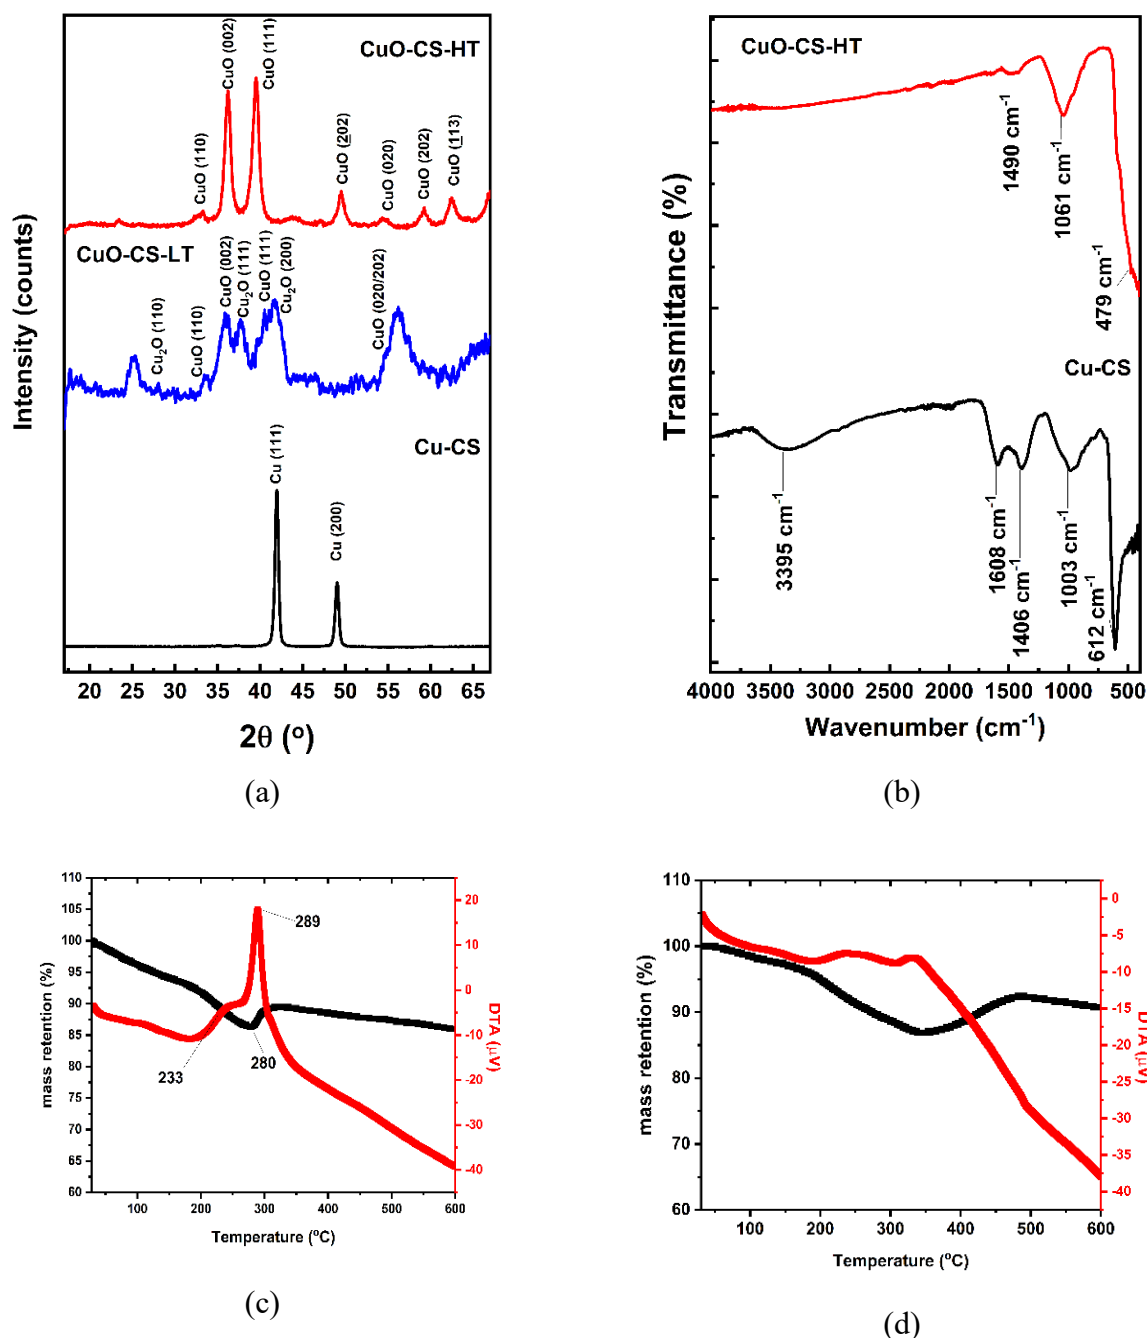 CuO-CS-HT
CuO (002)
CuO (111)
CuO (110)
CuO (202)
CuO (020)
CuO (202)
CuO (113)
CuO-CS-LT
Cu₂O (110)
CuO (110)
CuO (002)
Cu₂O (111)
CuO (111)
Cu₂O (200)
CuO (020/202)
Cu-CS
Cu (111)
Cu (200)
Intensity (counts)
20 25 30 35 40 45 50 55 60 65
2θ (°)
(a)
CuO-CS-HT
1490 cm⁻¹
1061 cm⁻¹
479 cm⁻¹
Cu-CS
3395 cm⁻¹
1608 cm⁻¹
1406 cm⁻¹
1003 cm⁻¹
612 cm⁻¹
Transmittance (%)
4000 3500 3000 2500 2000 1500 1000 500 400
Wavenumber (cm⁻¹)
(b)
110
105
100
95
90
85
80
75
70
65
60
mass retention (%)
289
233
280
20
10
0
-10
-20
-30
-40
DTA (μV)
100 200 300 400 500 600
Temperature (°C)
(c)
110
100
90
80
70
60
mass retention (%)
0
-5
-10
-15
-20
-25
-30
-35
-40
DTA (μV)
100 200 300 400 500 600
Temperature (°C)
(d)